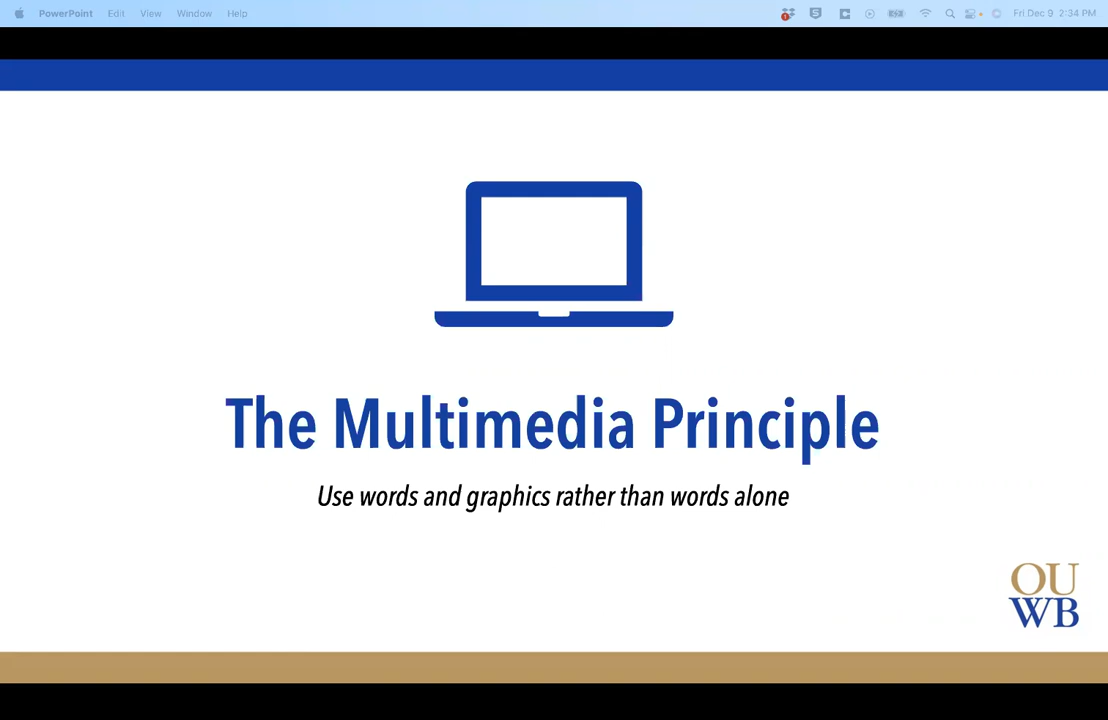 PowerPoint Edit View Window Help Fri Dec 9 2:34 PM
The Multimedia Principle
Use words and graphics rather than words alone
OU
WB